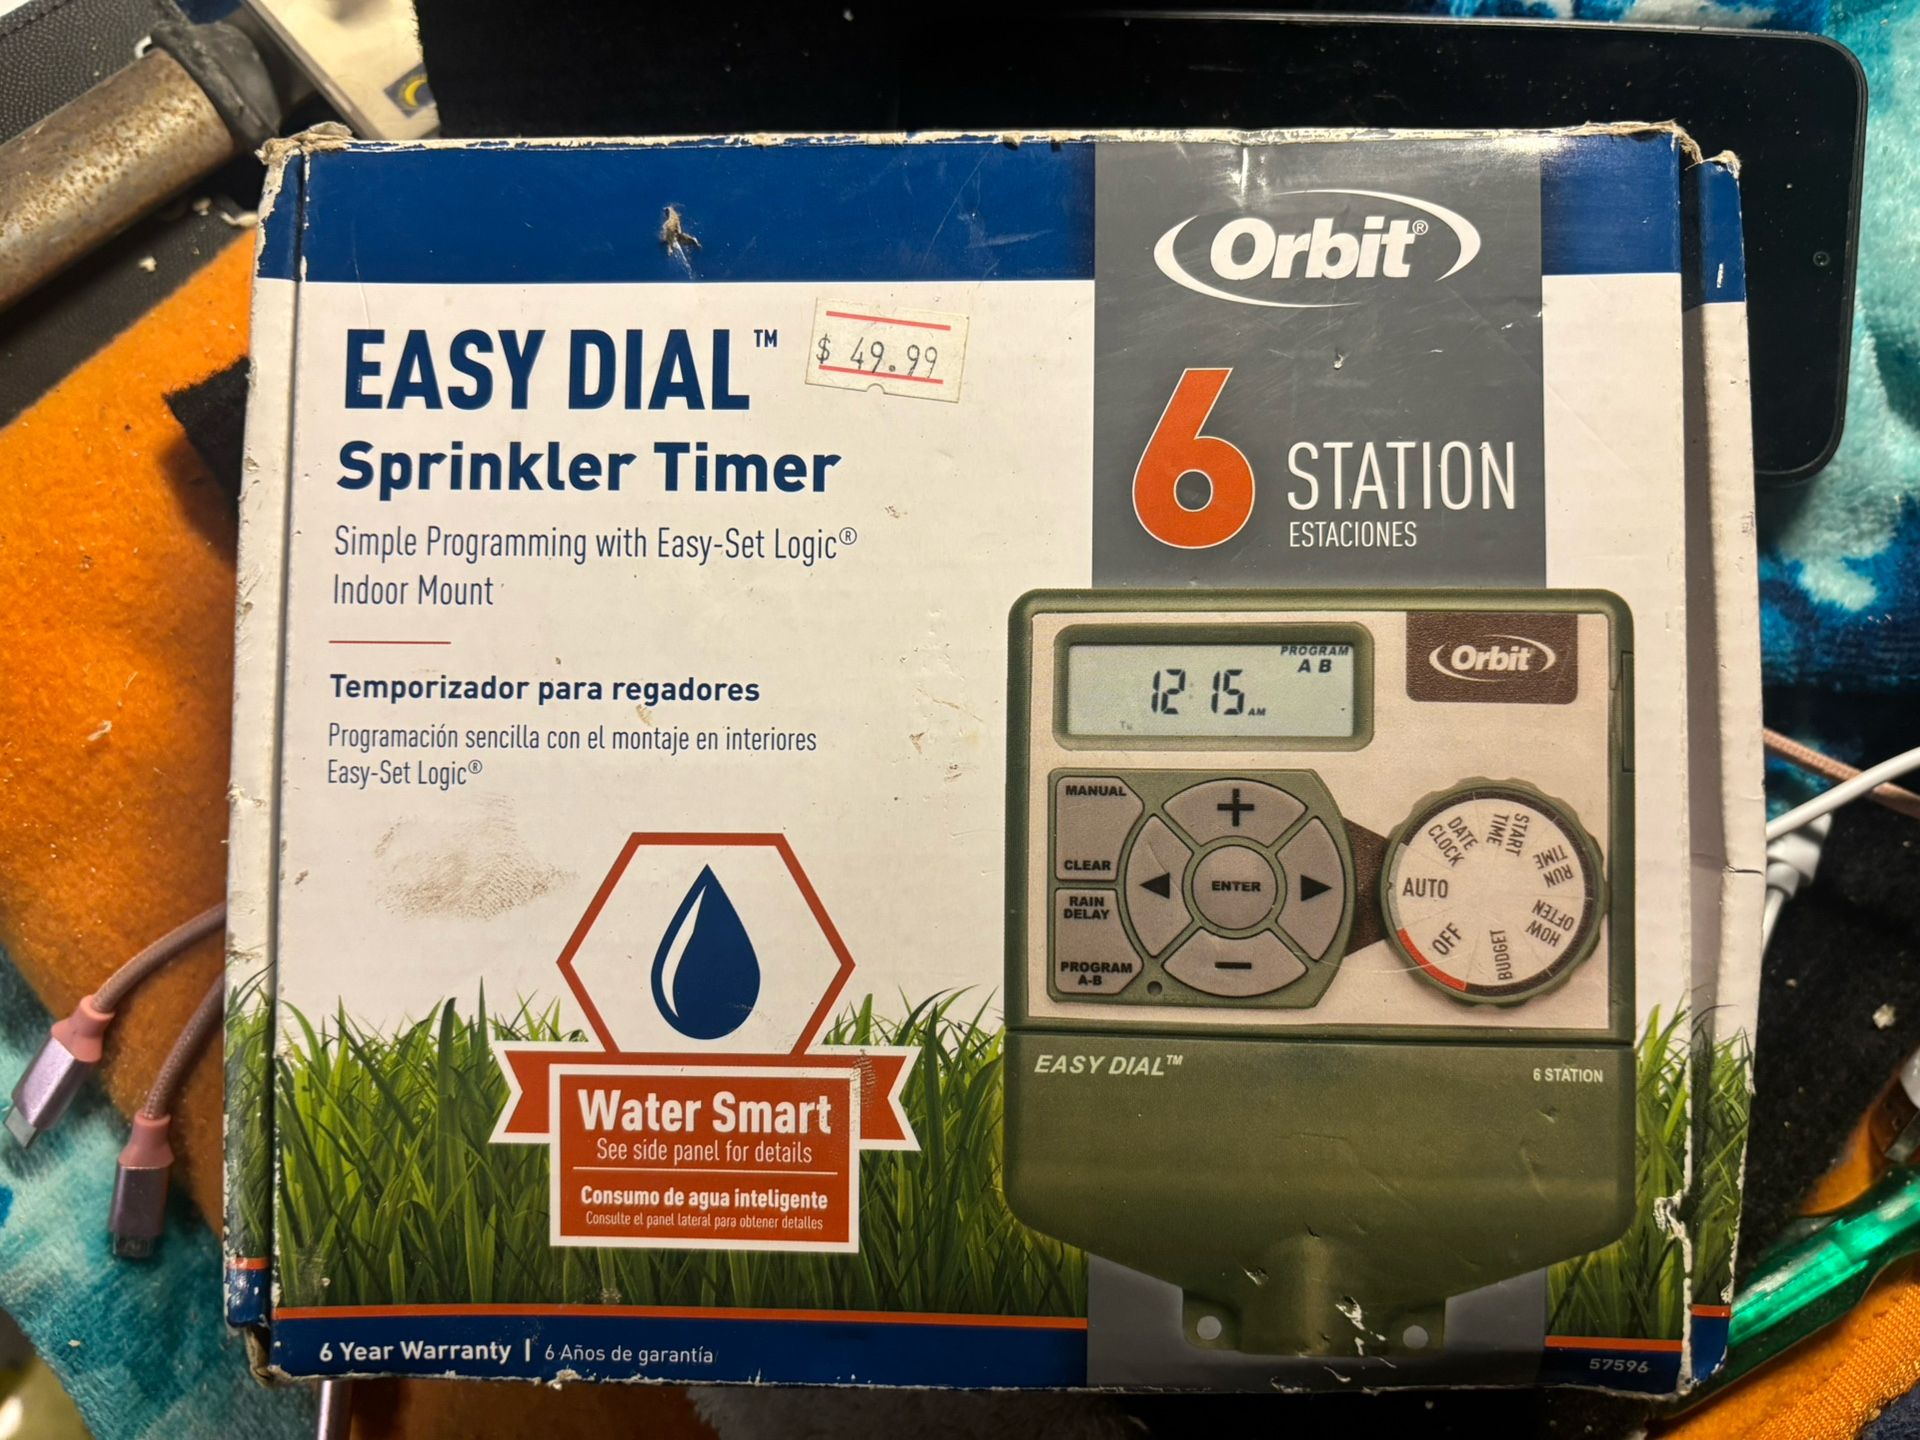 Orbit®
EASY DIAL™
$ 49.99
Sprinkler Timer
Simple Programming with Easy-Set Logic®
Indoor Mount
6 STATION
ESTACIONES
Temporizador para regadores
Programación sencilla con el montaje en interiores
Easy-Set Logic®
PROGRAM
A B
12:15 AM
Tu
Orbit
MANUAL
CLEAR
RAIN
DELAY
PROGRAM
A-B
+
ENTER
−
AUTO
DATE
CLOCK
START
TIME
RUN
TIME
HOW
OFTEN
BUDGET
OFF
EASY DIAL™
6 STATION
Water Smart
See side panel for details
Consumo de agua inteligente
Consulte el panel lateral para obtener detalles
6 Year Warranty | 6 Años de garantía
57596